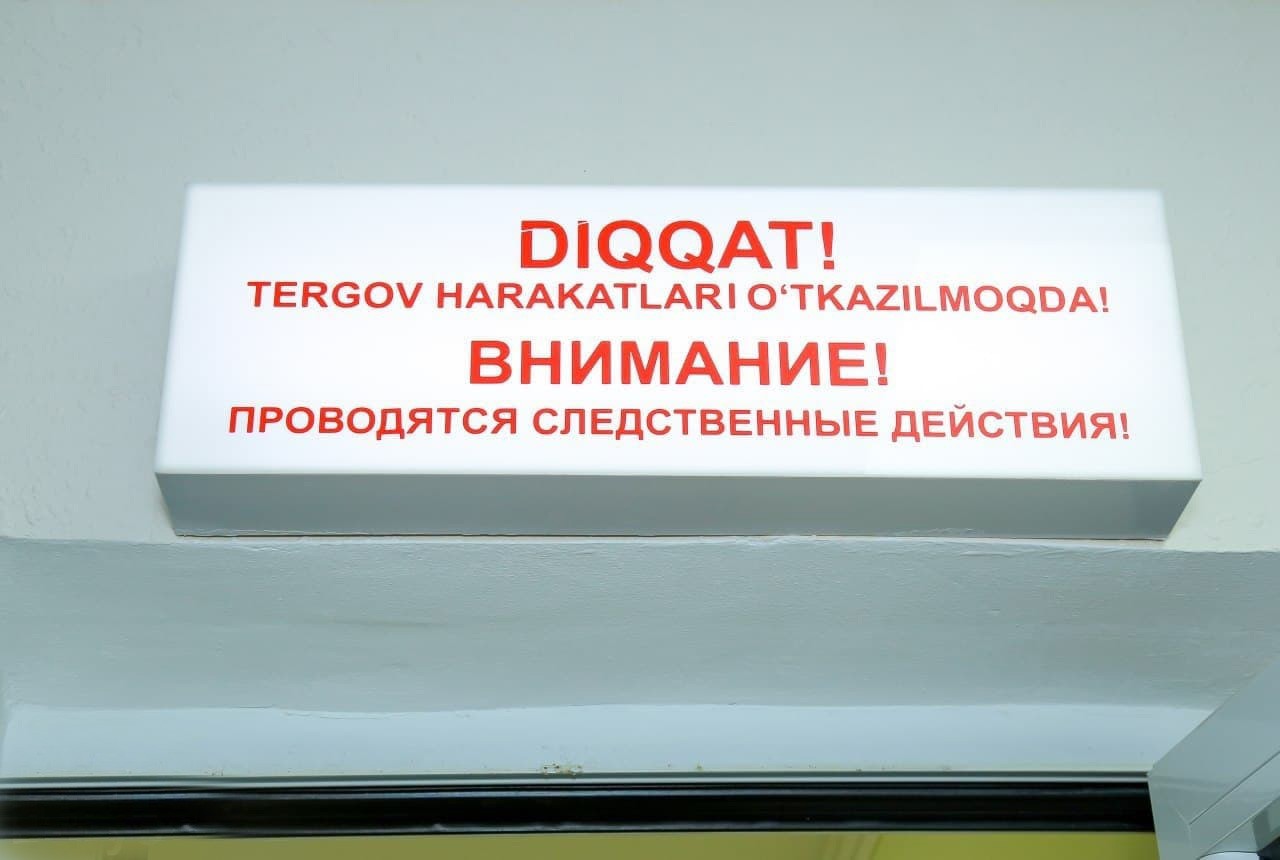 DIQQAT!
TERGOV HARAKATLARI O‘TKAZILMOQDA!
ВНИМАНИЕ!
ПРОВОДЯТСЯ СЛЕДСТВЕННЫЕ ДЕЙСТВИЯ!